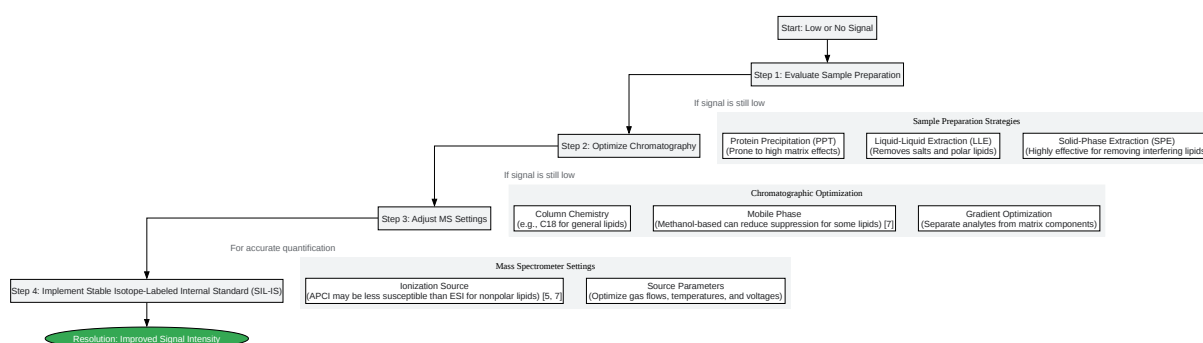 Start: Low or No Signal
Step 1: Evaluate Sample Preparation
If signal is still low
Sample Preparation Strategies
Protein Precipitation (PPT)
(Prone to high matrix effects)
Liquid-Liquid Extraction (LLE)
(Removes salts and polar lipids)
Solid-Phase Extraction (SPE)
(Highly effective for removing interfering lipids
Step 2: Optimize Chromatography
If signal is still low
Chromatographic Optimization
Column Chemistry
(e.g., C18 for general lipids)
Mobile Phase
(Methanol-based can reduce suppression for some lipids) [7]
Gradient Optimization
(Separate analytes from matrix components)
Step 3: Adjust MS Settings
For accurate quantification
Mass Spectrometer Settings
Ionization Source
(APCI may be less susceptible than ESI for nonpolar lipids) [5, 7]
Source Parameters
(Optimize gas flows, temperatures, and voltages)
Step 4: Implement Stable Isotope-Labeled Internal Standard (SIL-IS)
Resolution: Improved Signal Intensity